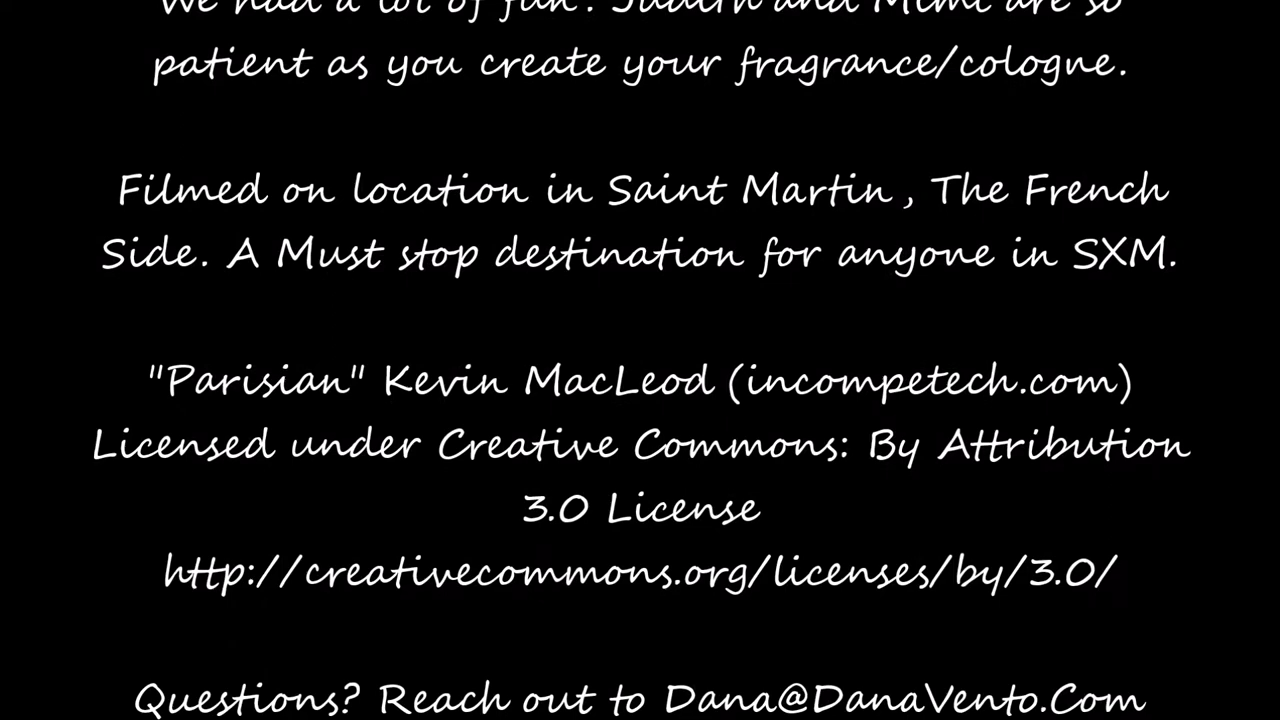 We had a lot of fun! Judith and Mimi are so
patient as you create your fragrance/cologne.
Filmed on location in Saint Martin , The French
Side. A Must stop destination for anyone in SXM.
"Parisian" Kevin MacLeod (incompetech.com)
Licensed under Creative Commons: By Attribution
3.0 License
http://creativecommons.org/licenses/by/3.0/
Questions? Reach out to Dana@DanaVento.Com